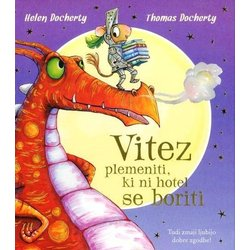 Helen Docherty Thomas Docherty
Vitez
plemeniti,
ki ni hotel
se boriti
Tudi zmaji ljubijo
dobre zgodbe!